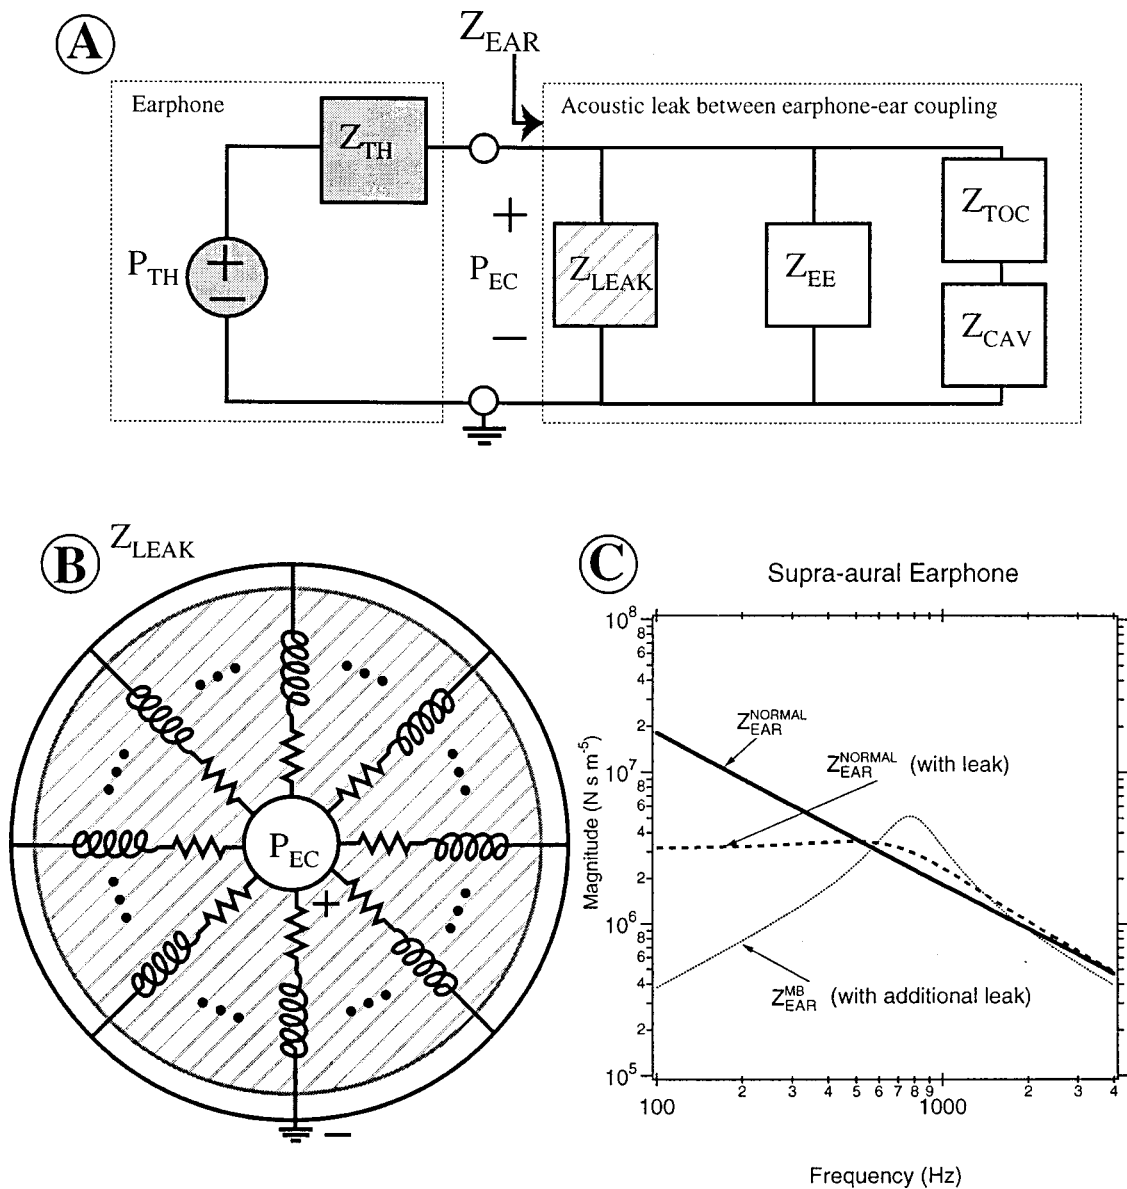 A
Z_EAR
Earphone
Acoustic leak between earphone-ear coupling
Z_TH
P_TH
+
−
+
P_EC
−
Z_LEAK
Z_EE
Z_TOC
Z_CAV
B
Z_LEAK
P_EC
+
−
C
Supra-aural Earphone
Magnitude (N s m^-5)
10^8
8
6
4
2
10^7
8
6
4
2
10^6
8
6
4
2
10^5
Z_EAR^NORMAL
Z_EAR^NORMAL (with leak)
Z_EAR^MB (with additional leak)
100 2 3 4 5 6 7 8 9 1000 2 3 4
Frequency (Hz)